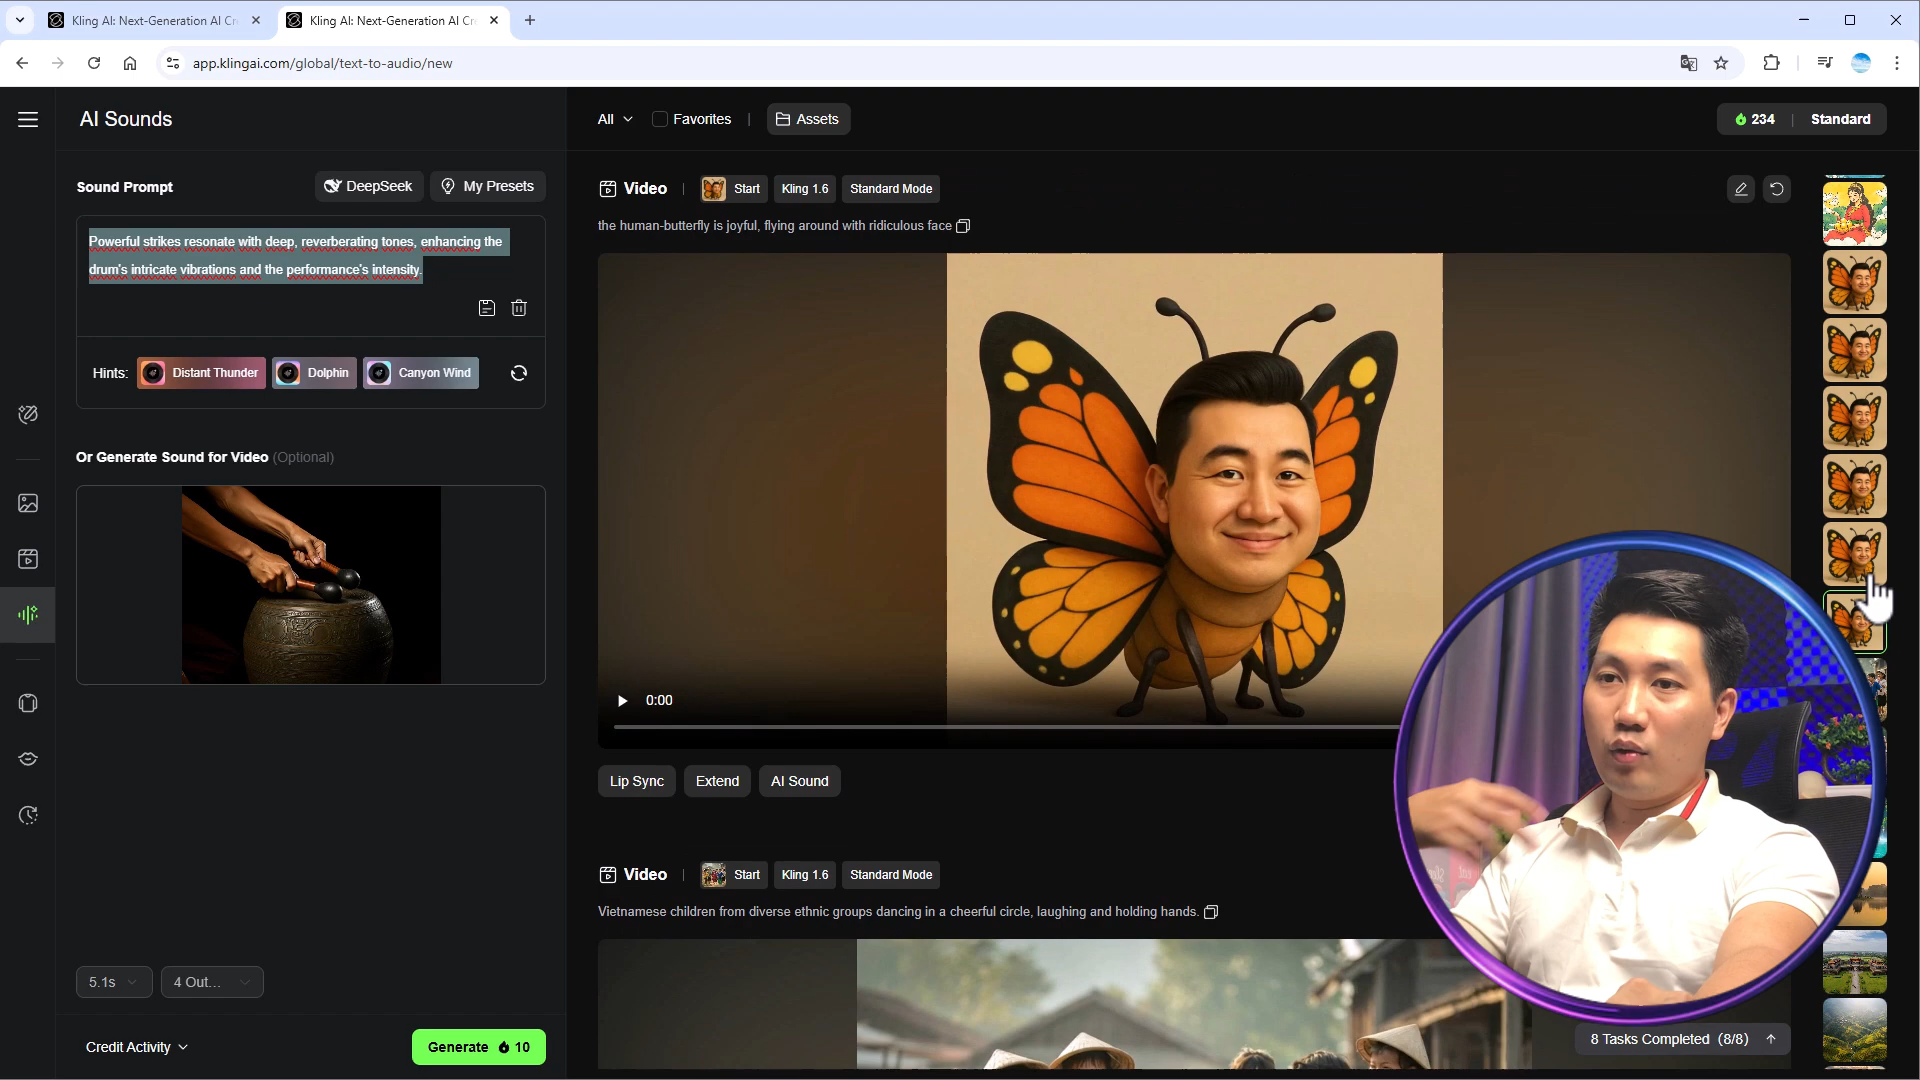 Kling AI: Next-Generation AI Cr
Kling AI: Next-Generation AI Cr
app.klingai.com/global/text-to-audio/new
AI Sounds
All
Favorites
Assets
234
Standard
Sound Prompt
DeepSeek
My Presets
Powerful strikes resonate with deep, reverberating tones, enhancing the
drum's intricate vibrations and the performance's intensity.
Hints:
Distant Thunder
Dolphin
Canyon Wind
Or Generate Sound for Video (Optional)
5.1s
4 Out...
Credit Activity
Generate 10
Video
Start
Kling 1.6
Standard Mode
the human-butterfly is joyful, flying around with ridiculous face
0:00
Lip Sync
Extend
AI Sound
Video
Start
Kling 1.6
Standard Mode
Vietnamese children from diverse ethnic groups dancing in a cheerful circle, laughing and holding hands.
8 Tasks Completed (8/8)